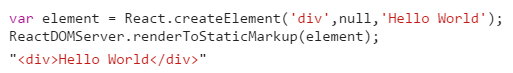 var element = React.createElement('div',null,'Hello World');
ReactDOMServer.renderToStaticMarkup(element);
"<div>Hello World</div>"